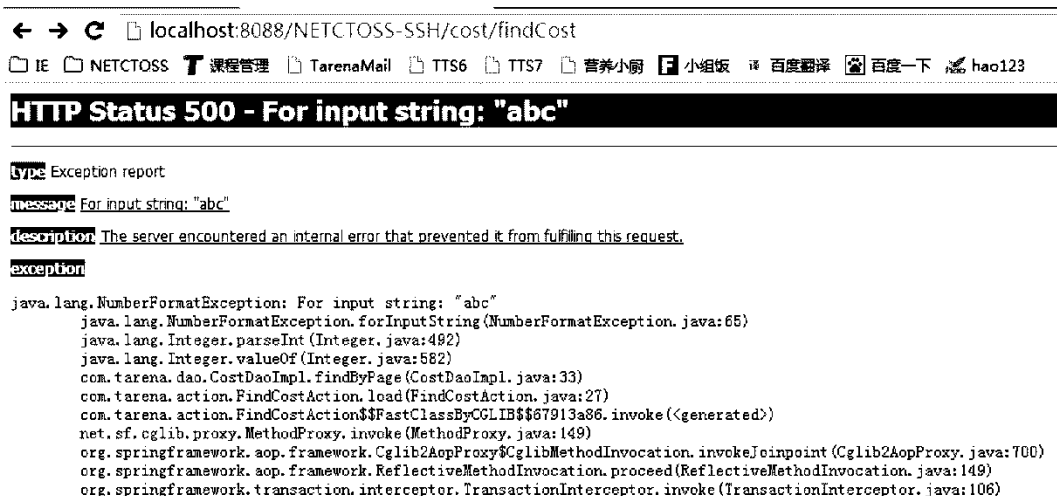 localhost:8088/NETCTOSS-SSH/cost/findCost
IE NETCTOSS 课程管理 TarenaMail TTS6 TTS7 营养小厨 小组饭 译 百度翻译 百度一下 hao123
HTTP Status 500 - For input string: "abc"
type Exception report
message For input string: "abc"
description The server encountered an internal error that prevented it from fulfilling this request.
exception
java.lang.NumberFormatException: For input string: "abc"
java.lang.NumberFormatException.forInputString(NumberFormatException.java:65)
java.lang.Integer.parseInt(Integer.java:492)
java.lang.Integer.valueOf(Integer.java:582)
com.tarena.dao.CostDaoImpl.findByPage(CostDaoImpl.java:33)
com.tarena.action.FindCostAction.load(FindCostAction.java:27)
com.tarena.action.FindCostAction$$FastClassByCGLIB$$67913a86.invoke(<generated>)
net.sf.cglib.proxy.MethodProxy.invoke(MethodProxy.java:149)
org.springframework.aop.framework.Cglib2AopProxy$CglibMethodInvocation.invokeJoinpoint(Cglib2AopProxy.java:700)
org.springframework.aop.framework.ReflectiveMethodInvocation.proceed(ReflectiveMethodInvocation.java:149)
org.springframework.transaction.interceptor.TransactionInterceptor.invoke(TransactionInterceptor.java:106)